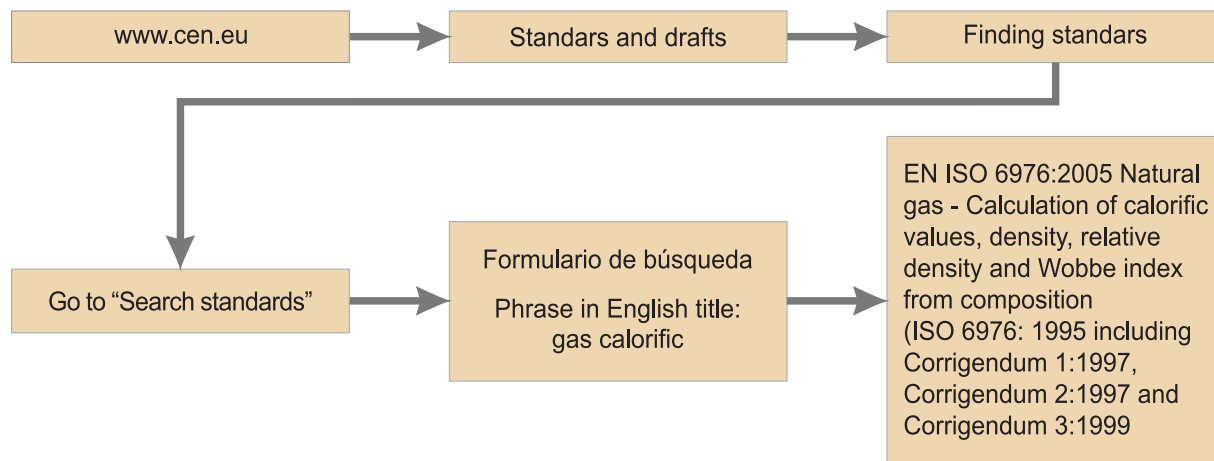 www.cen.eu
Standars and drafts
Finding standars
Go to “Search standards”
Formulario de búsqueda
Phrase in English title:
gas calorific
EN ISO 6976:2005 Natural
gas - Calculation of calorific
values, density, relative
density and Wobbe index
from composition
(ISO 6976: 1995 including
Corrigendum 1:1997,
Corrigendum 2:1997 and
Corrigendum 3:1999